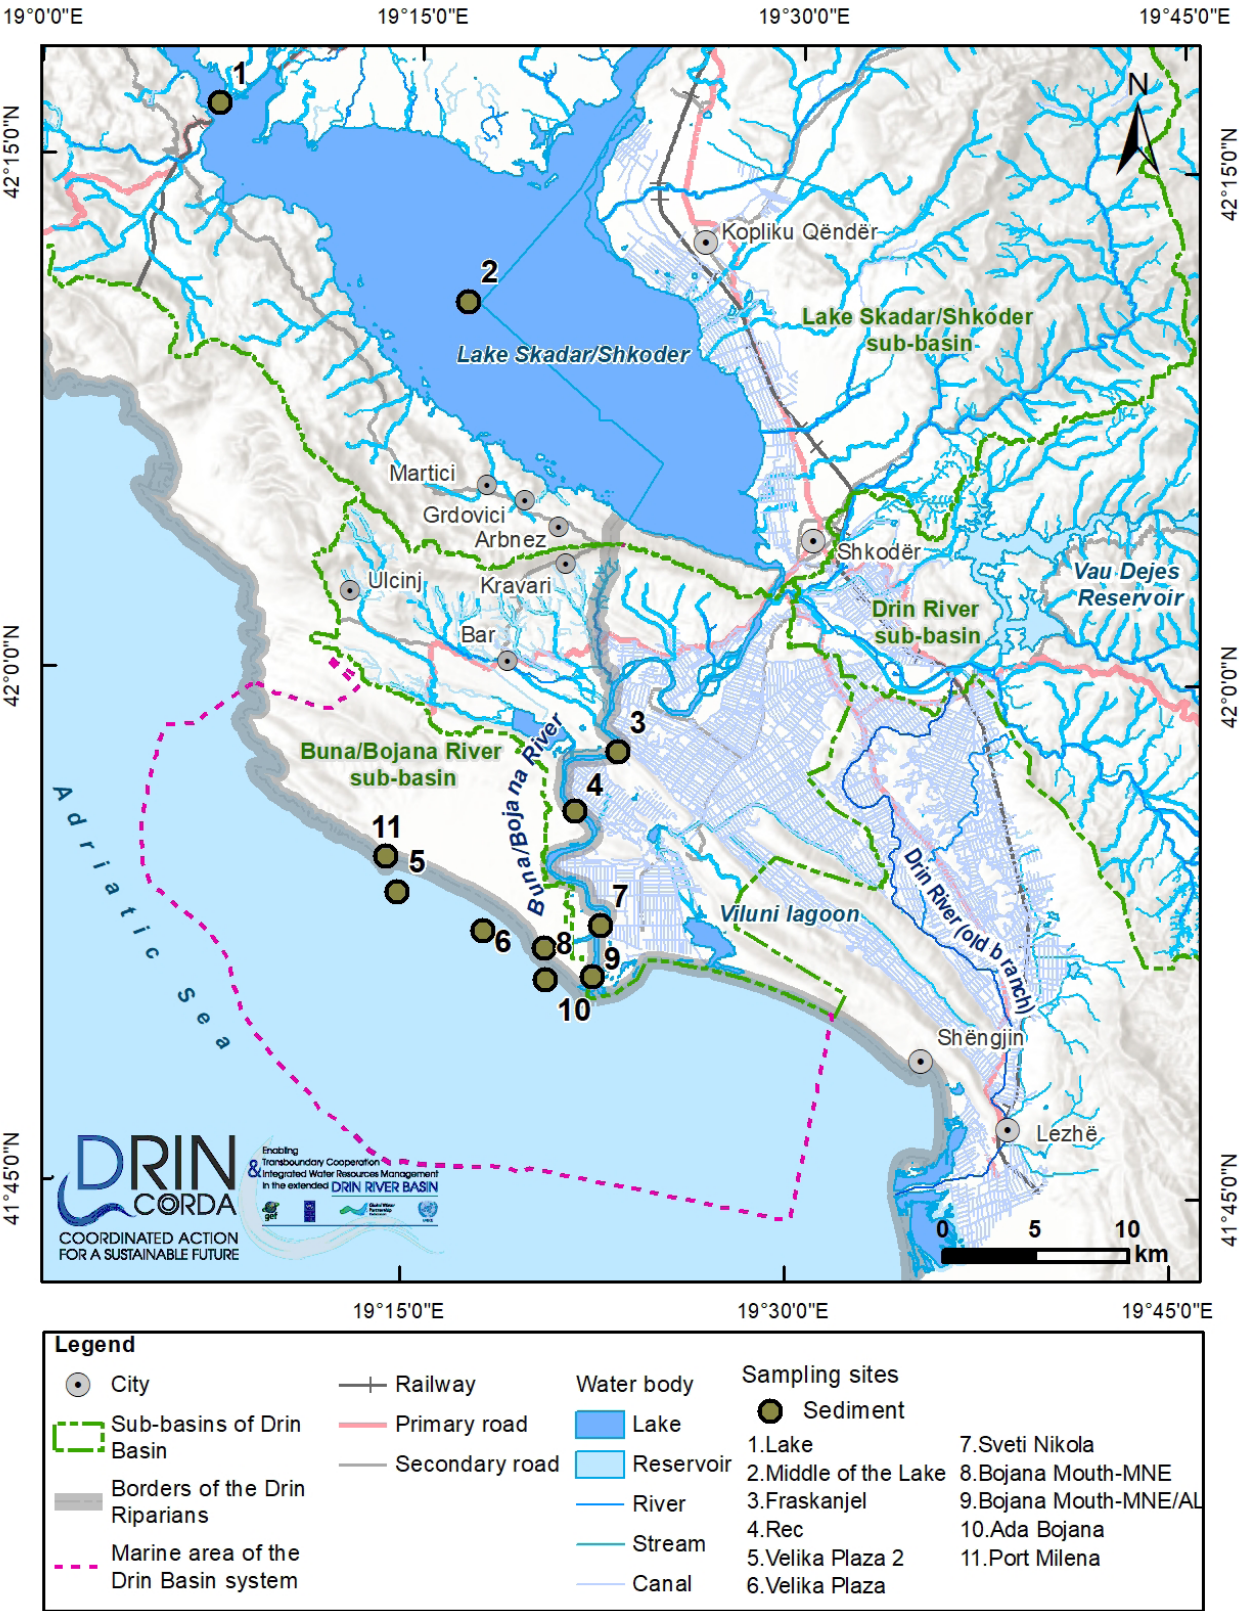 19°0'0"E
19°15'0"E
19°30'0"E
19°45'0"E
42°15'0"N
42°0'0"N
41°45'0"N
42°15'0"N
42°0'0"N
41°45'0"N
N
1
2
Kopliku Qëndër
Lake Skadar/Shkoder
Lake Skadar/Shkoder
sub-basin
Martici
Grdovici
Arbnez
Kravari
Shkodër
Ulcinj
Bar
Vau Dejes
Reservoir
Drin River
sub-basin
3
4
Buna/Bojana River
sub-basin
Buna/Bojana River
11
5
6
7
8
9
10
Viluni lagoon
Drin River (old branch)
Adriatic Sea
Shëngjin
Lezhë
DRIN
CORDA
COORDINATED ACTION
FOR A SUSTAINABLE FUTURE
Enabling
Transboundary Cooperation
& Integrated Water Resources Management
in the extended DRIN RIVER BASIN
gef
0 5 10
km
19°15'0"E
19°30'0"E
19°45'0"E
Legend
City
Sub-basins of Drin
Basin
Borders of the Drin
Riparians
Marine area of the
Drin Basin system
Railway
Primary road
Secondary road
Water body
Lake
Reservoir
River
Stream
Canal
Sampling sites
Sediment
1.Lake
2.Middle of the Lake
3.Fraskanjel
4.Rec
5.Velika Plaza 2
6.Velika Plaza
7.Sveti Nikola
8.Bojana Mouth-MNE
9.Bojana Mouth-MNE/AL
10.Ada Bojana
11.Port Milena